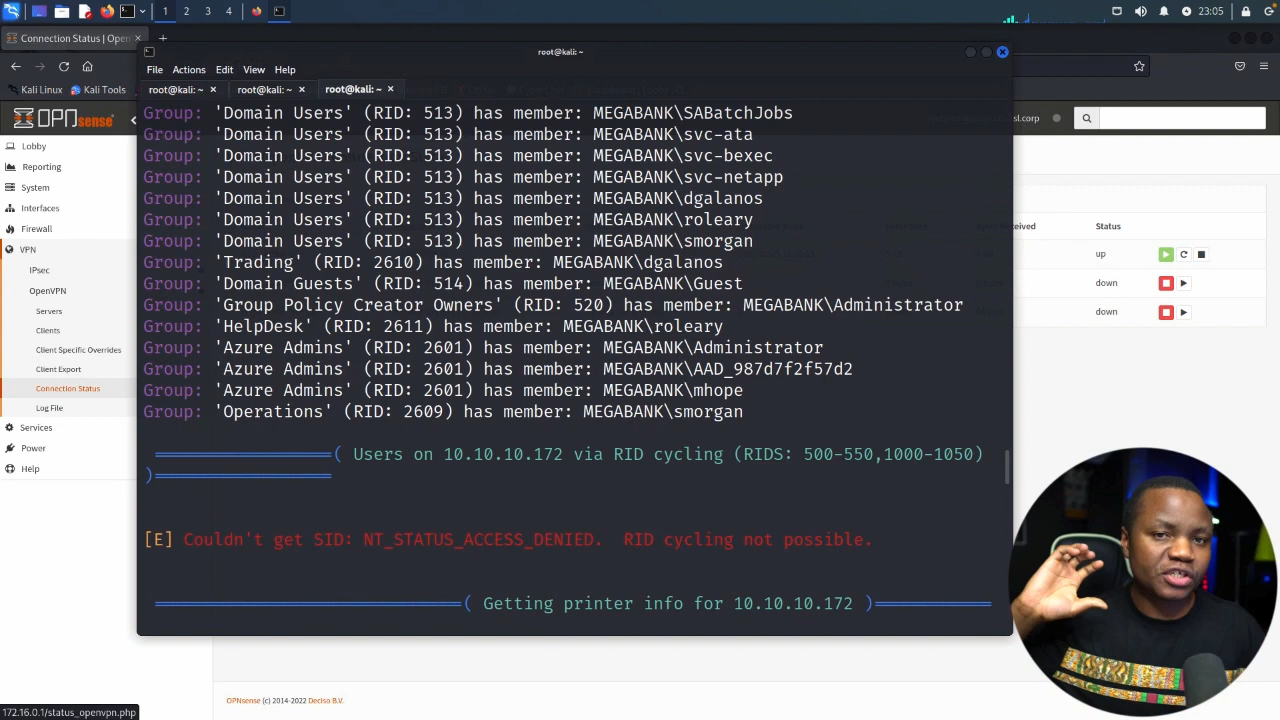 1
2
3
4
23:05
Connection Status | Open
root@kali: ~
File Actions Edit View Help
root@kali: ~
root@kali: ~
root@kali: ~
Kali Linux
Kali Tools
OPNsense
sl.corp
Lobby
Reporting
System
Interfaces
Firewall
VPN
IPsec
OpenVPN
Servers
Clients
Client Specific Overrides
Client Export
Connection Status
Log File
Services
Power
Help
Group: 'Domain Users' (RID: 513) has member: MEGABANK\SABatchJobs
Group: 'Domain Users' (RID: 513) has member: MEGABANK\svc-ata
Group: 'Domain Users' (RID: 513) has member: MEGABANK\svc-bexec
Group: 'Domain Users' (RID: 513) has member: MEGABANK\svc-netapp
Group: 'Domain Users' (RID: 513) has member: MEGABANK\dgalanos
Group: 'Domain Users' (RID: 513) has member: MEGABANK\roleary
Group: 'Domain Users' (RID: 513) has member: MEGABANK\smorgan
Group: 'Trading' (RID: 2610) has member: MEGABANK\dgalanos
Group: 'Domain Guests' (RID: 514) has member: MEGABANK\Guest
Group: 'Group Policy Creator Owners' (RID: 520) has member: MEGABANK\Administrator
Group: 'HelpDesk' (RID: 2611) has member: MEGABANK\roleary
Group: 'Azure Admins' (RID: 2601) has member: MEGABANK\Administrator
Group: 'Azure Admins' (RID: 2601) has member: MEGABANK\AAD_987d7f2f57d2
Group: 'Azure Admins' (RID: 2601) has member: MEGABANK\mhope
Group: 'Operations' (RID: 2609) has member: MEGABANK\smorgan
==================( Users on 10.10.10.172 via RID cycling (RIDS: 500-550,1000-1050)
)==================
[E] Couldn't get SID: NT_STATUS_ACCESS_DENIED.  RID cycling not possible.
===============================( Getting printer info for 10.10.10.172 )============
Status
up
down
down
OPNsense (c) 2014-2022 Deciso B.V.
172.16.0.1/status_openvpn.php